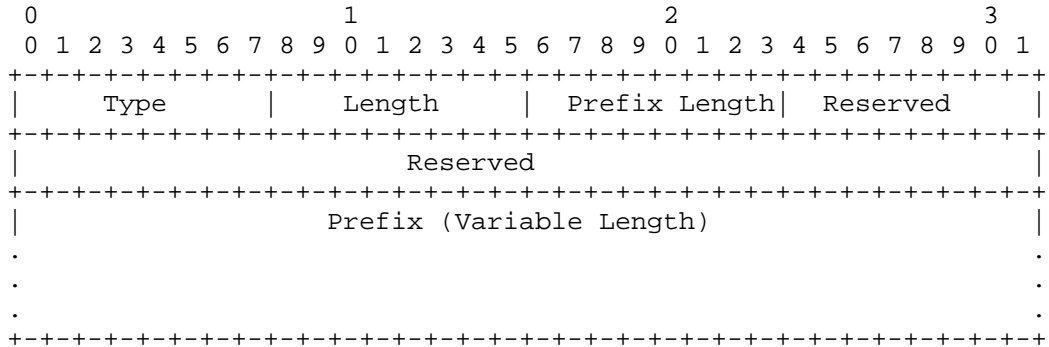 0                   1                   2                   3
 0 1 2 3 4 5 6 7 8 9 0 1 2 3 4 5 6 7 8 9 0 1 2 3 4 5 6 7 8 9 0 1
+-+-+-+-+-+-+-+-+-+-+-+-+-+-+-+-+-+-+-+-+-+-+-+-+-+-+-+-+-+-+-+-+
|     Type      |    Length     |  Prefix Length|  Reserved     |
+-+-+-+-+-+-+-+-+-+-+-+-+-+-+-+-+-+-+-+-+-+-+-+-+-+-+-+-+-+-+-+-+
|                        Reserved                               |
+-+-+-+-+-+-+-+-+-+-+-+-+-+-+-+-+-+-+-+-+-+-+-+-+-+-+-+-+-+-+-+-+
|                   Prefix (Variable Length)                    |
.                                                               .
.                                                               .
.                                                               .
+-+-+-+-+-+-+-+-+-+-+-+-+-+-+-+-+-+-+-+-+-+-+-+-+-+-+-+-+-+-+-+-+